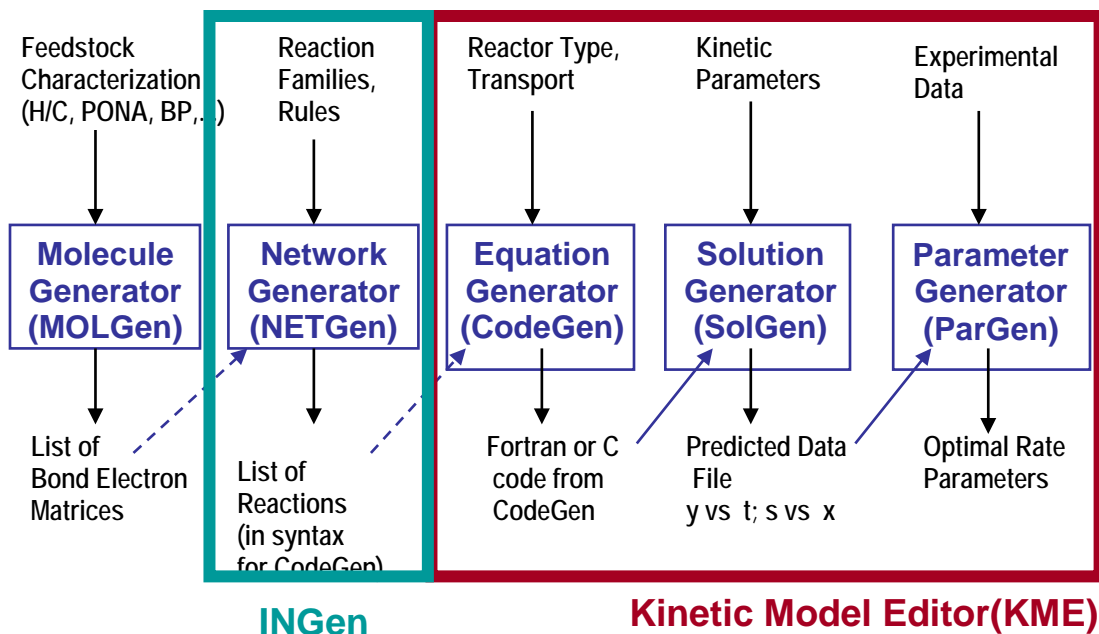 Feedstock
Characterization
(H/C, PONA, BP,...)
Reaction
Families,
Rules
Reactor Type,
Transport
Kinetic
Parameters
Experimental
Data
Molecule
Generator
(MOLGen)
Network
Generator
(NETGen)
Equation
Generator
(CodeGen)
Solution
Generator
(SolGen)
Parameter
Generator
(ParGen)
List of
Bond Electron
Matrices
List of
Reactions
(in syntax
for CodeGen)
Fortran or C
code from
CodeGen
Predicted Data
File
y vs t; s vs x
Optimal Rate
Parameters
INGen
Kinetic Model Editor(KME)